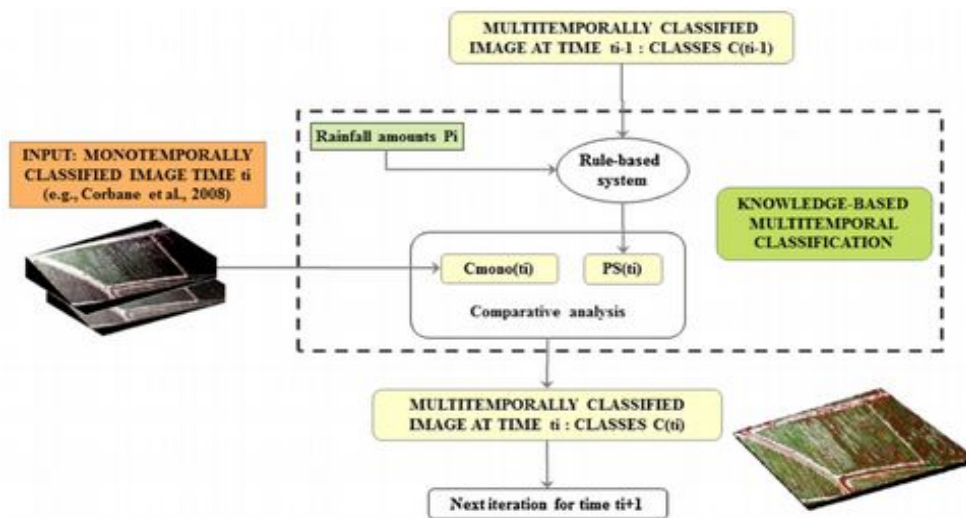 MULTITEMPORALLY CLASSIFIED
IMAGE AT TIME ti-1 : CLASSES C(ti-1)
Rainfall amounts Pi
INPUT: MONOTEMPORALLY
CLASSIFIED IMAGE TIME ti
(e.g., Corbane et al., 2008)
Rule-based
system
KNOWLEDGE-BASED
MULTITEMPORAL
CLASSIFICATION
Cmono(ti)
PS(ti)
Comparative analysis
MULTITEMPORALLY CLASSIFIED
IMAGE AT TIME ti : CLASSES C(ti)
Next iteration for time ti+1